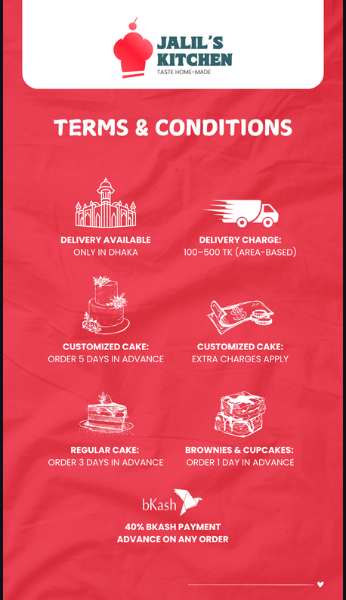 JALIL'S
KITCHEN
TASTE HOME-MADE
TERMS & CONDITIONS
DELIVERY AVAILABLE
ONLY IN DHAKA
DELIVERY CHARGE:
100–500 TK (AREA-BASED)
CUSTOMIZED CAKE:
ORDER 5 DAYS IN ADVANCE
CUSTOMIZED CAKE:
EXTRA CHARGES APPLY
REGULAR CAKE:
ORDER 3 DAYS IN ADVANCE
BROWNIES & CUPCAKES:
ORDER 1 DAY IN ADVANCE
bKash
40% BKASH PAYMENT
ADVANCE ON ANY ORDER